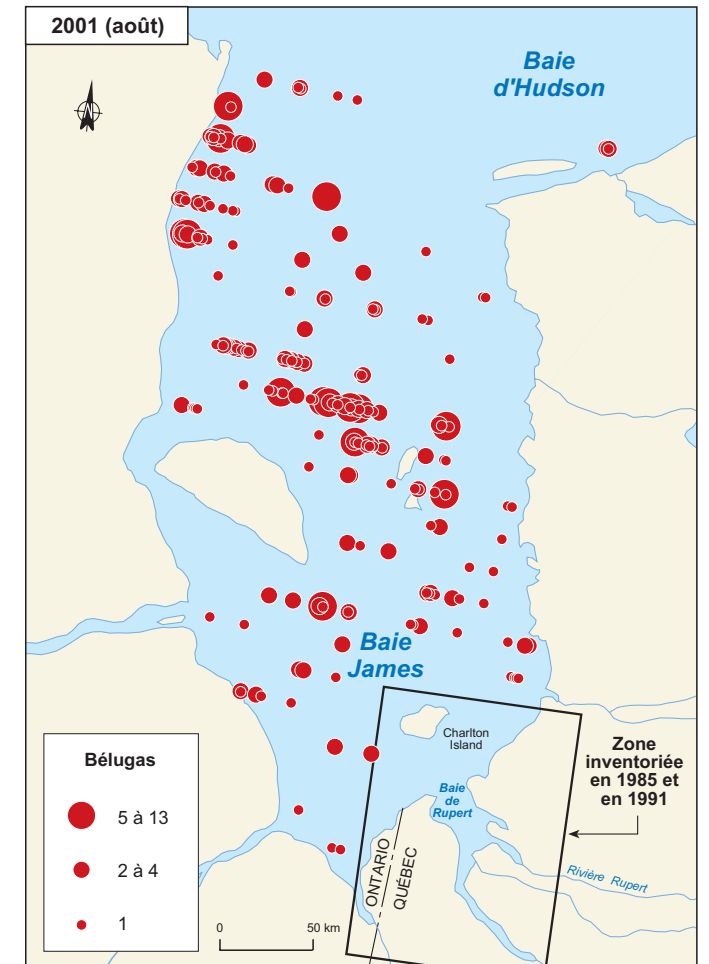 2001 (août)
Baie
d'Hudson
Baie
James
Charlton
Island
Baie
de
Rupert
Zone
inventoriée
en 1985 et
en 1991
ONTARIO
QUÉBEC
Rivière Rupert
Bélugas
5 à 13
2 à 4
1
0 50 km